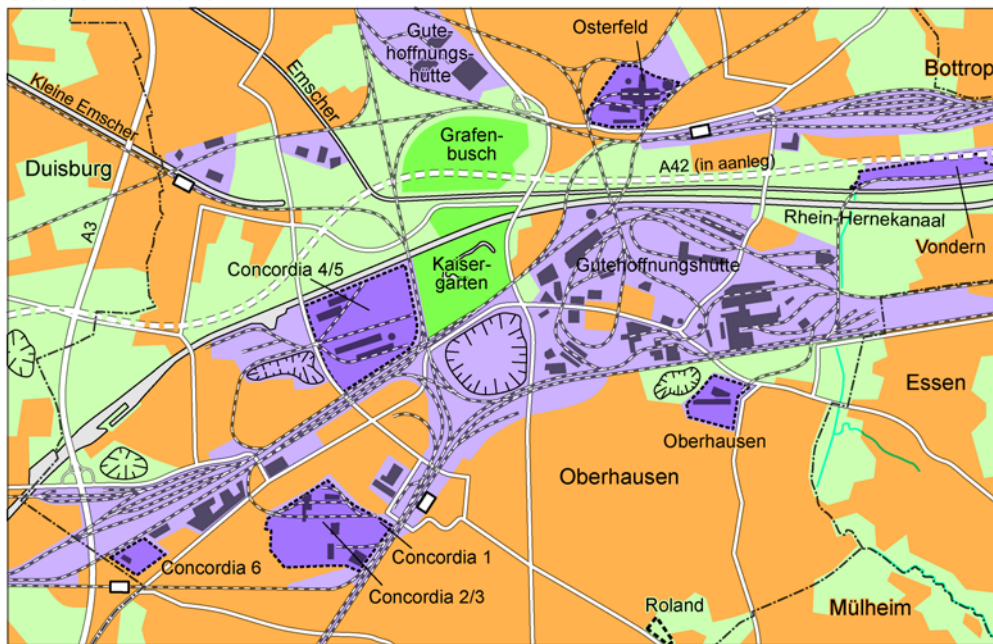 Gute-
hoffnungs-
hütte
Osterfeld
Bottrop
Kleine Emscher
Emscher
Grafen-
busch
Duisburg
A42 (in aanleg)
A3
Rhein-Hernekanaal
Vondern
Concordia 4/5
Kaiser-
garten
Gutehoffnungshütte
Essen
Oberhausen
Oberhausen
Concordia 1
Concordia 6
Concordia 2/3
Roland
Mülheim